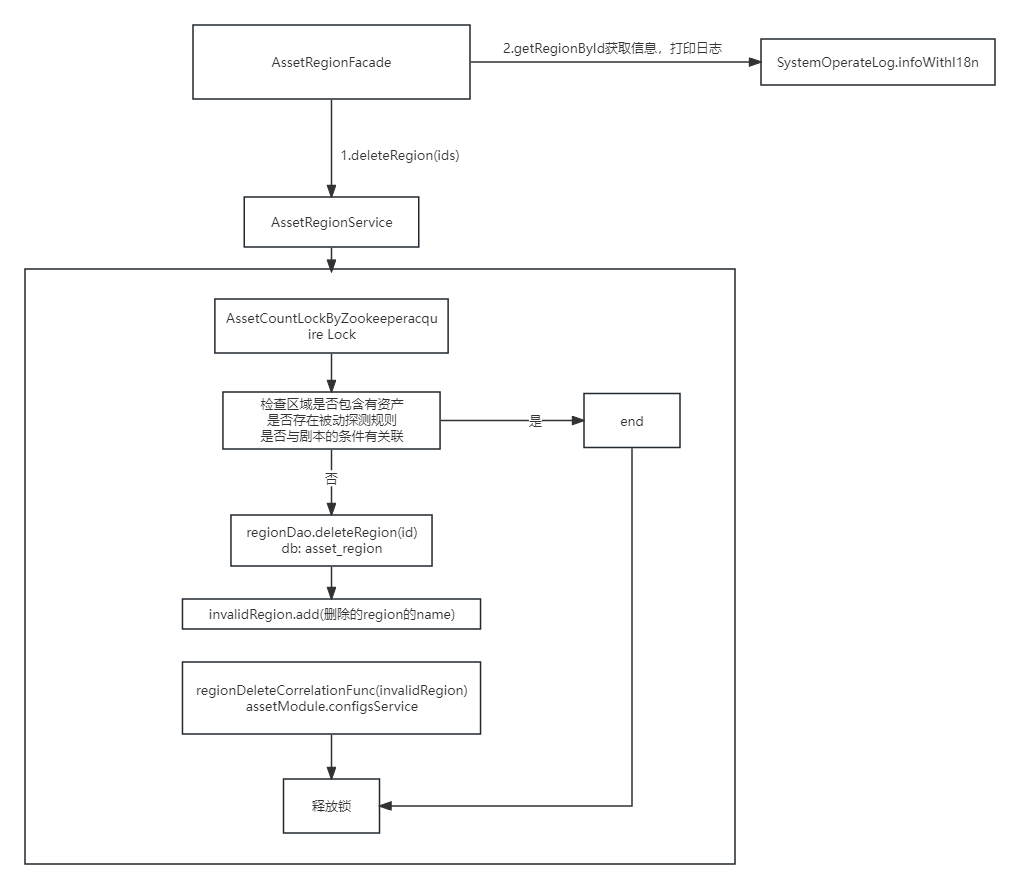 AssetRegionFacade
2.getRegionById获取信息，打印日志
SystemOperateLog.infoWithI18n
1.deleteRegion(ids)
AssetRegionService
AssetCountLockByZookeeperacqu
ire Lock
检查区域是否包含有资产
是否存在被动探测规则
是否与剧本的条件有关联
是
end
否
regionDao.deleteRegion(id)
db: asset_region
invalidRegion.add(删除的region的name)
regionDeleteCorrelationFunc(invalidRegion)
assetModule.configsService
释放锁